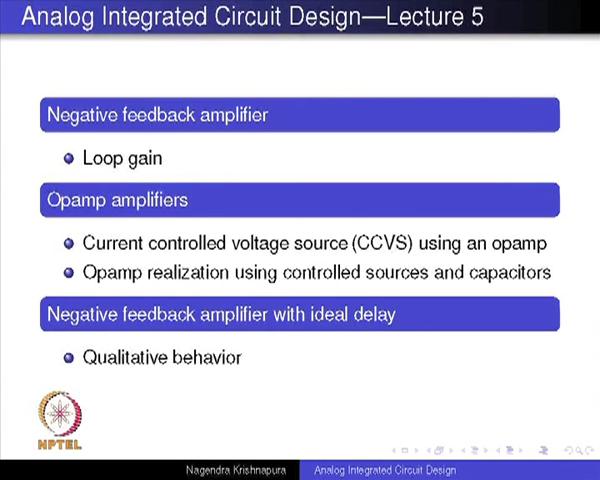 Analog Integrated Circuit Design—Lecture 5
Negative feedback amplifier
Loop gain
Opamp amplifiers
Current controlled voltage source (CCVS) using an opamp
Opamp realization using controlled sources and capacitors
Negative feedback amplifier with ideal delay
Qualitative behavior
NPTEL
Nagendra Krishnapura Analog Integrated Circuit Design